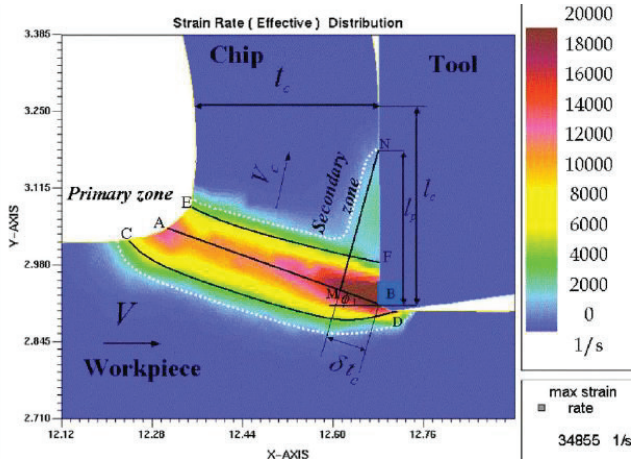 Strain Rate ( Effective ) Distribution
3.385
3.250
3.115
2.980
2.845
2.710
Y-AXIS
12.12
12.28
12.44
12.60
12.76
X-AXIS
Chip
Tool
t_c
V_c
Primary zone
Secondary
zone
N
l_c
l_p
E
A
C
F
M
ϕ
B
D
δ t_c
V
Workpiece
20000
18000
16000
14000
12000
10000
8000
6000
4000
2000
0
1/s
max strain
rate
34855 1/s